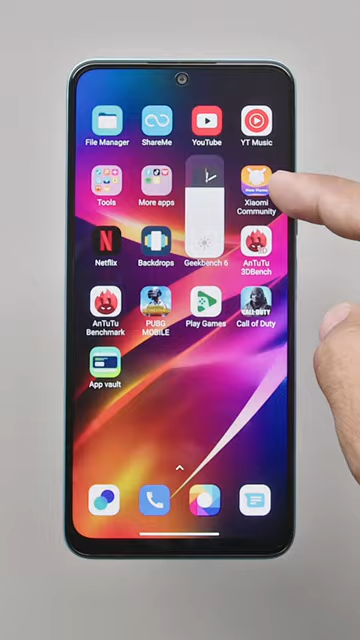 File Manager
ShareMe
YouTube
YT Music
Tools
More apps
Xiaomi
Community
Netflix
Backdrops
Geekbench 6
AnTuTu
3DBench
AnTuTu
Benchmark
PUBG
MOBILE
Play Games
Call of Duty
App vault